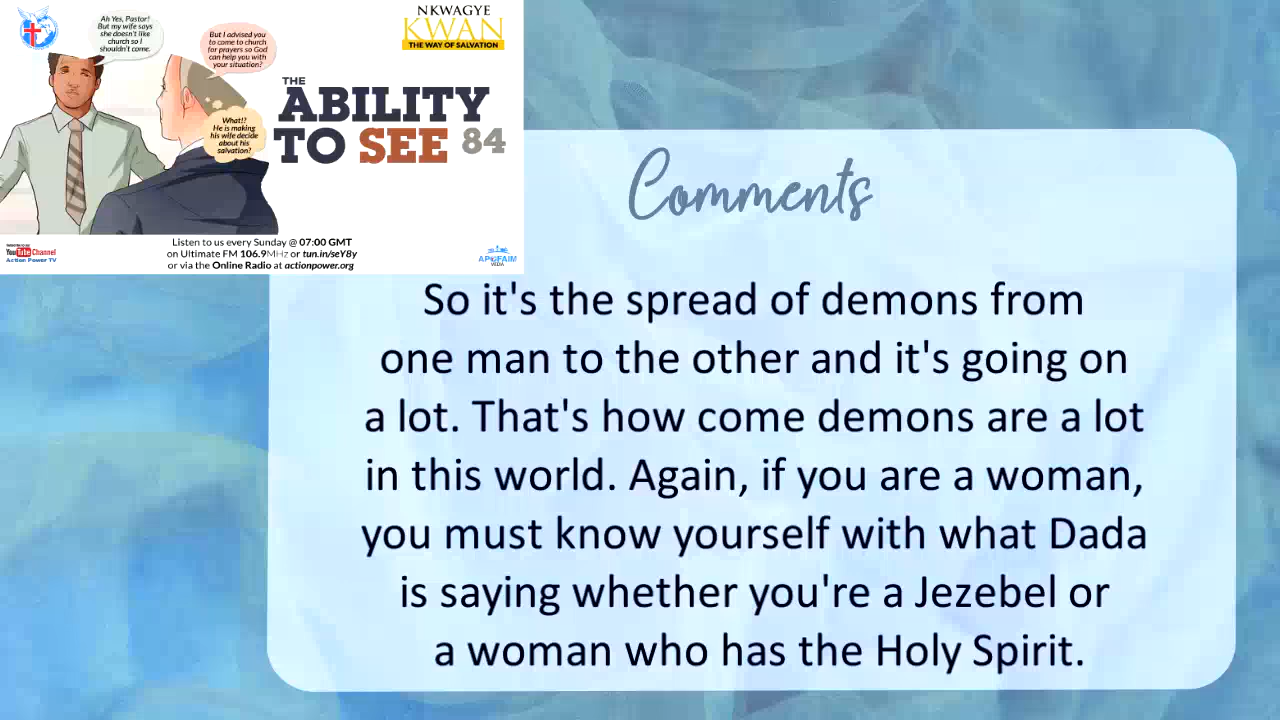 Ah Yes, Pastor!
But my wife says
she doesn't like
church so I
shouldn't come.
But I advised you
to come to church
for prayers so God
can help you with
your situation?
What!?
He is making
his wife decide
about his
salvation?
NKWAGYE
KWAN
THE WAY OF SALVATION
THE
ABILITY
TO SEE 84
YouTube Channel
Action Power TV
Listen to us every Sunday @ 07:00 GMT
on Ultimate FM 106.9MHz or tun.in/seY8y
or via the Online Radio at actionpower.org
Comments
So it's the spread of demons from
one man to the other and it's going on
a lot. That's how come demons are a lot
in this world. Again, if you are a woman,
you must know yourself with what Dada
is saying whether you're a Jezebel or
a woman who has the Holy Spirit.